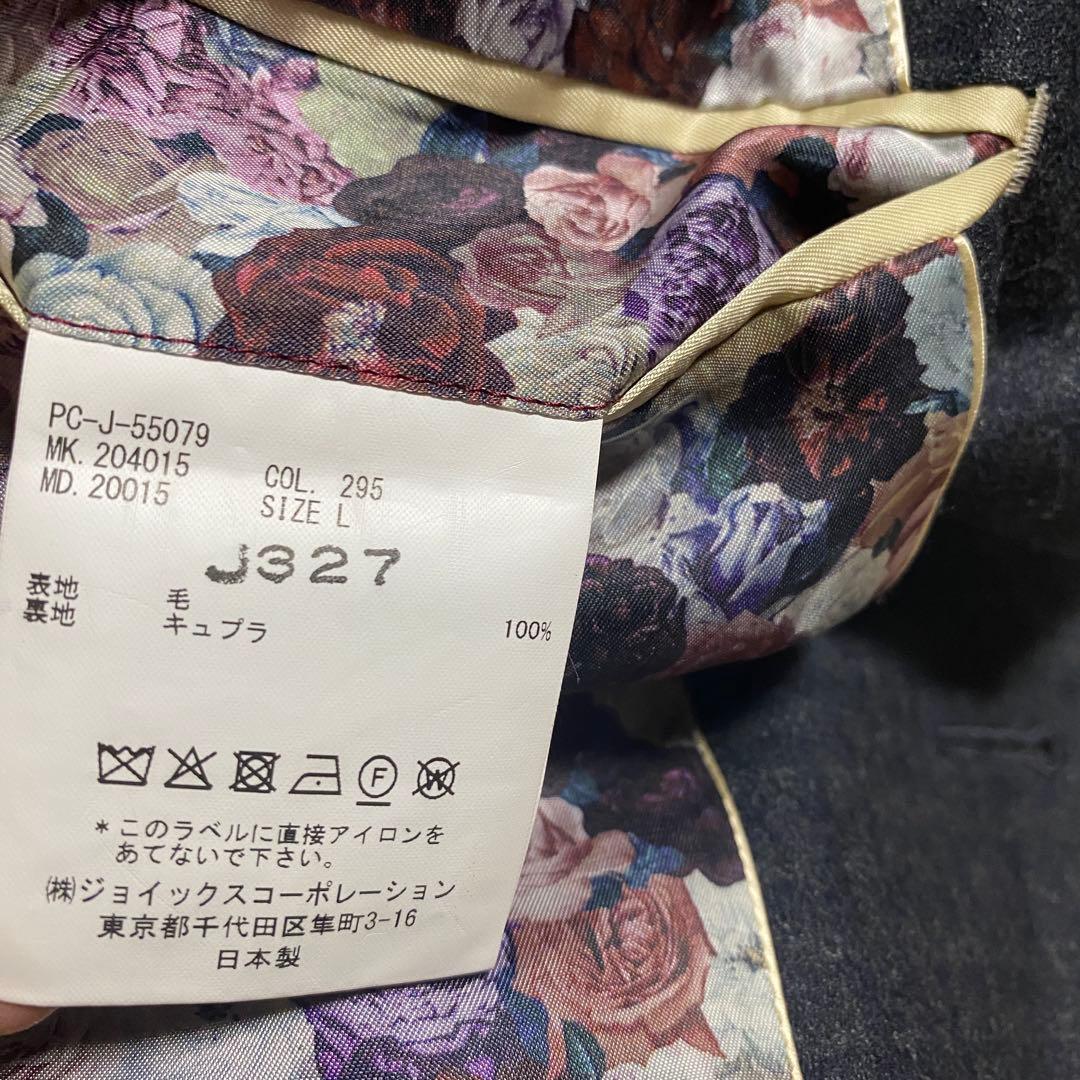 PC-J-55079
MK. 204015
MD. 20015
COL. 295
SIZE L
J327
表地 毛
裏地 キュプラ 100%
F
W
*このラベルに直接アイロンを
あてないで下さい。
㈱ジョイックスコーポレーション
東京都千代田区隼町3-16
日本製